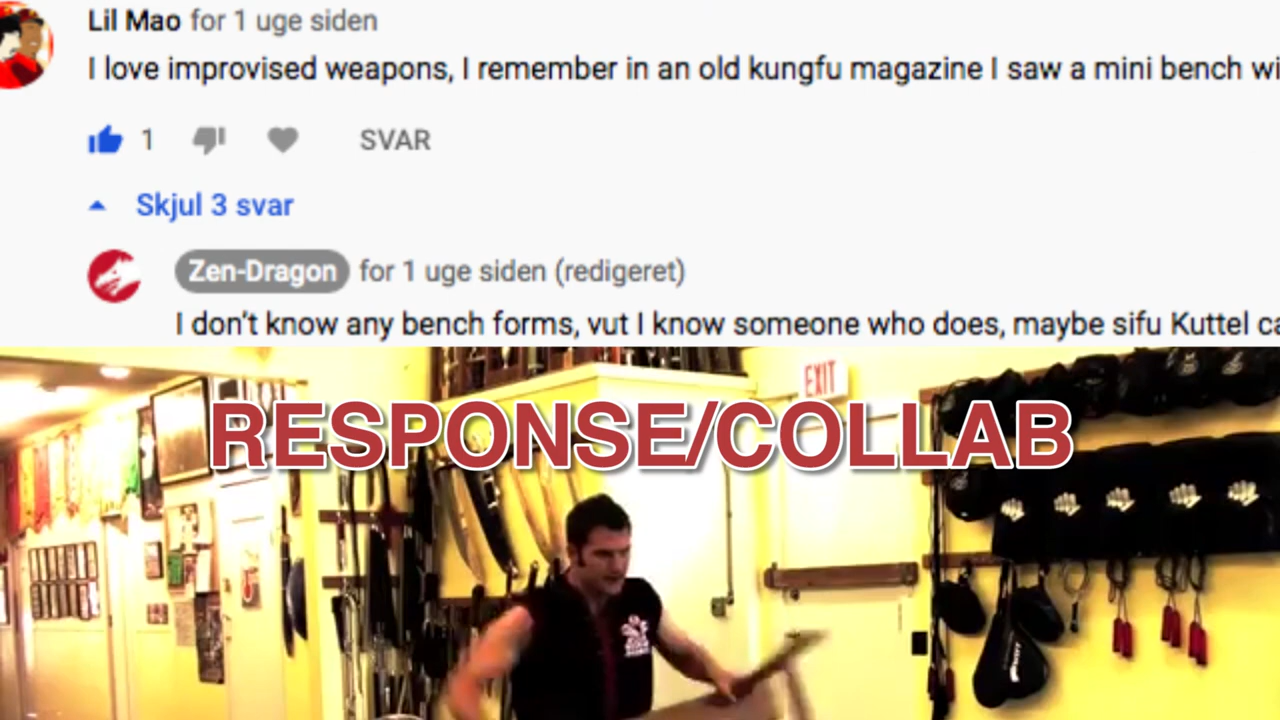 Lil Mao for 1 uge siden
I love improvised weapons, I remember in an old kungfu magazine I saw a mini bench wi
1
SVAR
Skjul 3 svar
Zen-Dragon for 1 uge siden (redigeret)
I don't know any bench forms, vut I know someone who does, maybe sifu Kuttel ca
EXIT
RESPONSE/COLLAB